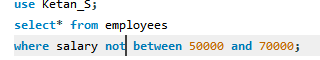 use Ketan_S;
select* from employees
where salary not between 50000 and 70000;